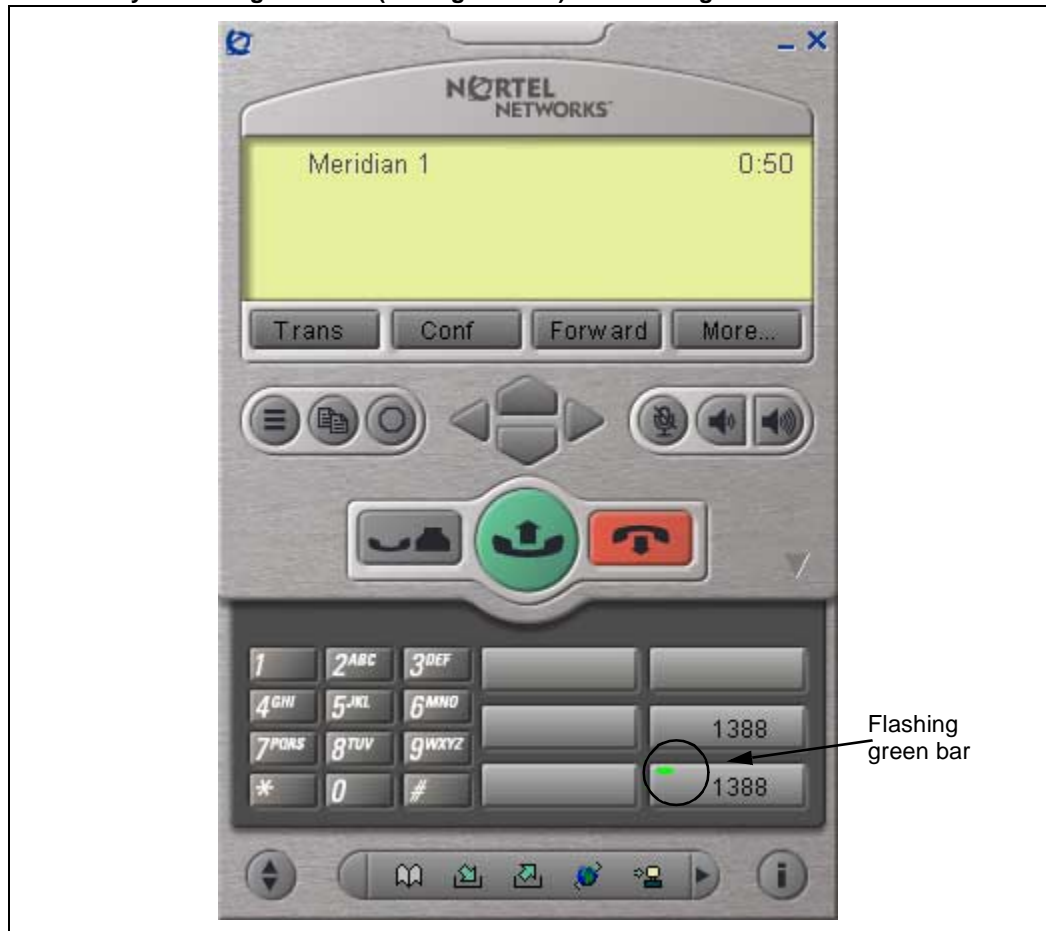 NORTEL
NETWORKS
Meridian 1 0:50
Trans Conf Forward More...
1 2ABC 3DEF
4GHI 5JKL 6MNO
7PQRS 8TUV 9WXYZ
* 0 #
1388
1388
Flashing
green bar